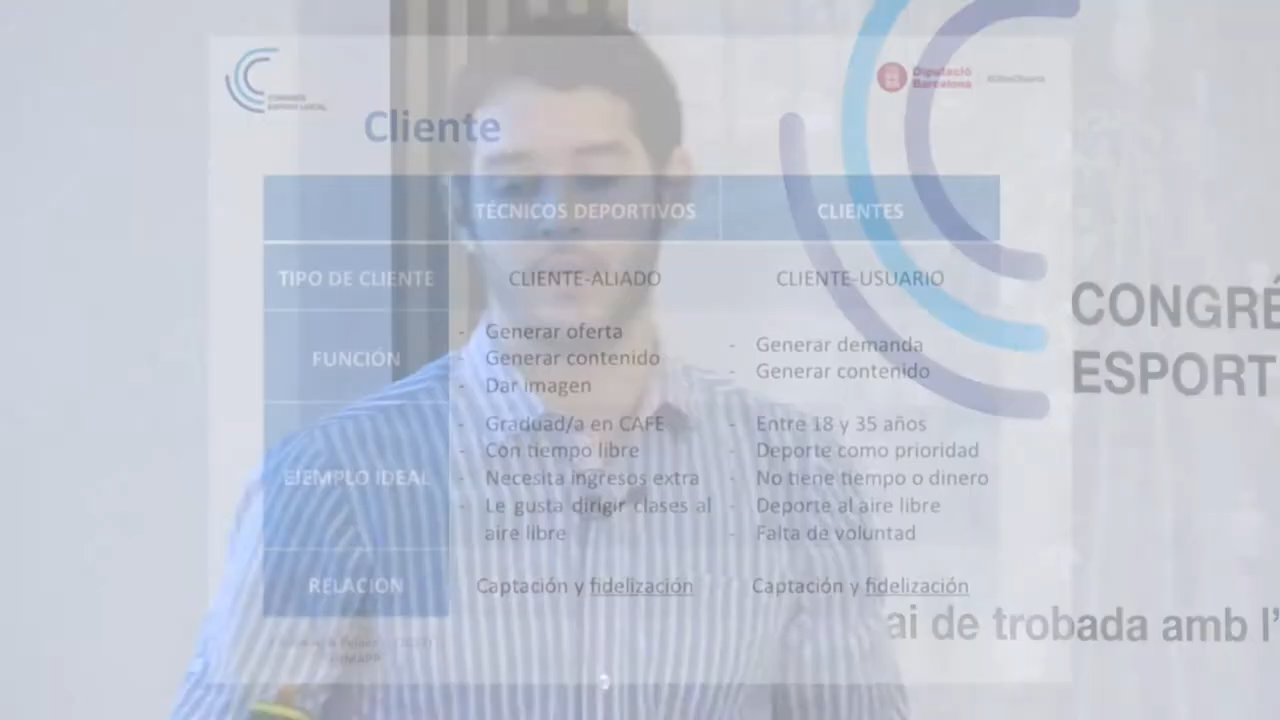 CONGRÉS
ESPORT LOCAL
Diputació
Barcelona
Cliente
TÉCNICOS DEPORTIVOS
CLIENTES
TIPO DE CLIENTE
CLIENTE-ALIADO
CLIENTE-USUARIO
FUNCIÓN
- Generar oferta
- Generar contenido
- Dar imagen
- Generar demanda
- Generar contenido
EJEMPLO IDEAL
- Graduad/a en CAFE
- Con tiempo libre
- Necesita ingresos extra
- Le gusta dirigir clases al
aire libre
- Entre 18 y 35 años
- Deporte como prioridad
- No tiene tiempo o dinero
- Deporte al aire libre
- Falta de voluntad
RELACIÓN
Captación y fidelización
Captación y fidelización
CONGRÉ
ESPORT
ai de trobada amb l'